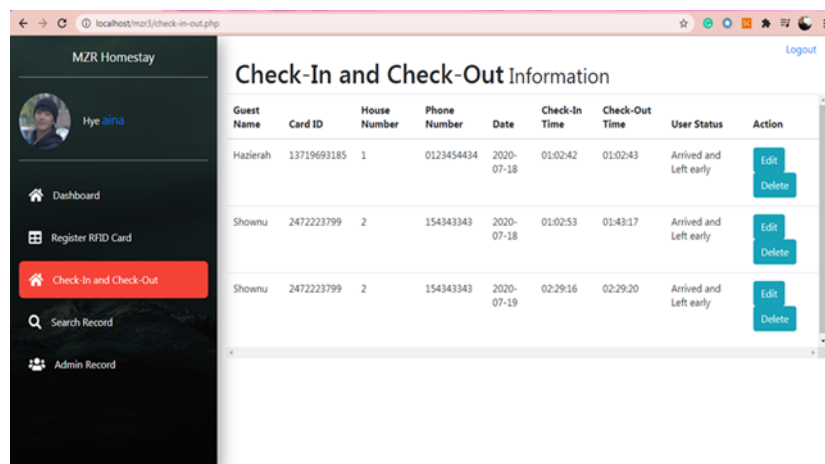 localhost/mzr3/check-in-out.php
MZR Homestay
Hye aina
Dashboard
Register RFID Card
Check-In and Check-Out
Search Record
Admin Record
Logout
Check-In and Check-Out Information
Guest Name Card ID House Number Phone Number Date Check-In Time Check-Out Time User Status Action
Hazierah 13719693185 1 0123454434 2020-07-18 01:02:42 01:02:43 Arrived and Left early Edit Delete
Shownu 2472223799 2 154343343 2020-07-18 01:02:53 01:43:17 Arrived and Left early Edit Delete
Shownu 2472223799 2 154343343 2020-07-19 02:29:16 02:29:20 Arrived and Left early Edit Delete